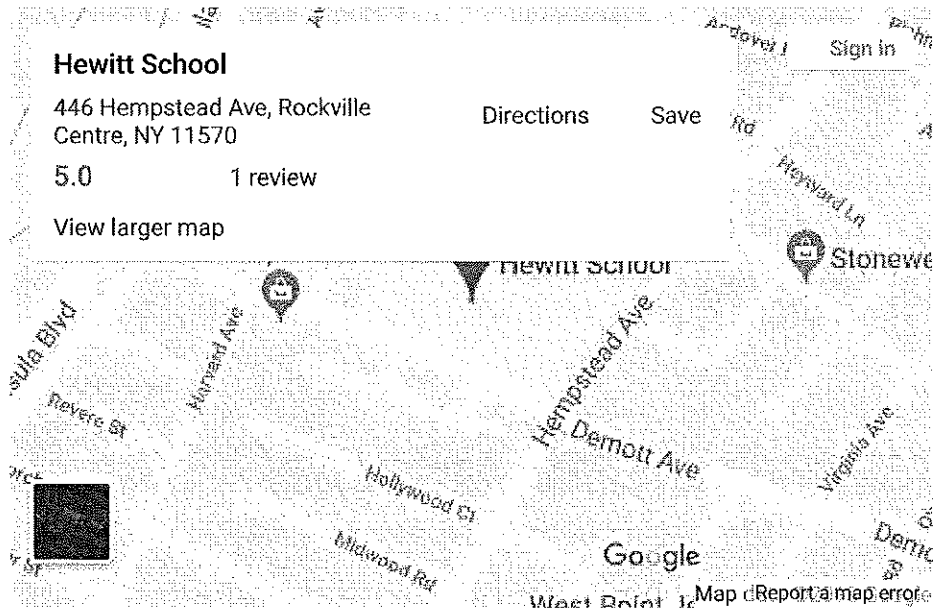 Hewitt School
446 Hempstead Ave, Rockville
Centre, NY 11570
5.0 1 review
View larger map
Directions
Save
Sign in
Heyward Ln
Hewitt School
Harvard Ave
Hempstead Ave
Revere St
Demott Ave
Virginia Ave
Hollywood Ct
Midwood Rd
Google
Report a map error